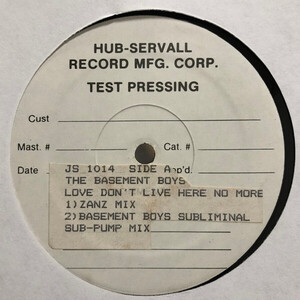 HUB-SERVALL
RECORD MFG. CORP.
TEST PRESSING
Cust
Mast. # Cat. #
Date JS 1014 SIDE A pp'd.
THE BASEMENT BOYS
LOVE DON'T LIVE HERE NO MORE
1)ZANZ MIX
2)BASEMENT BOYS SUBLIMINAL
SUB-PUMP MIX